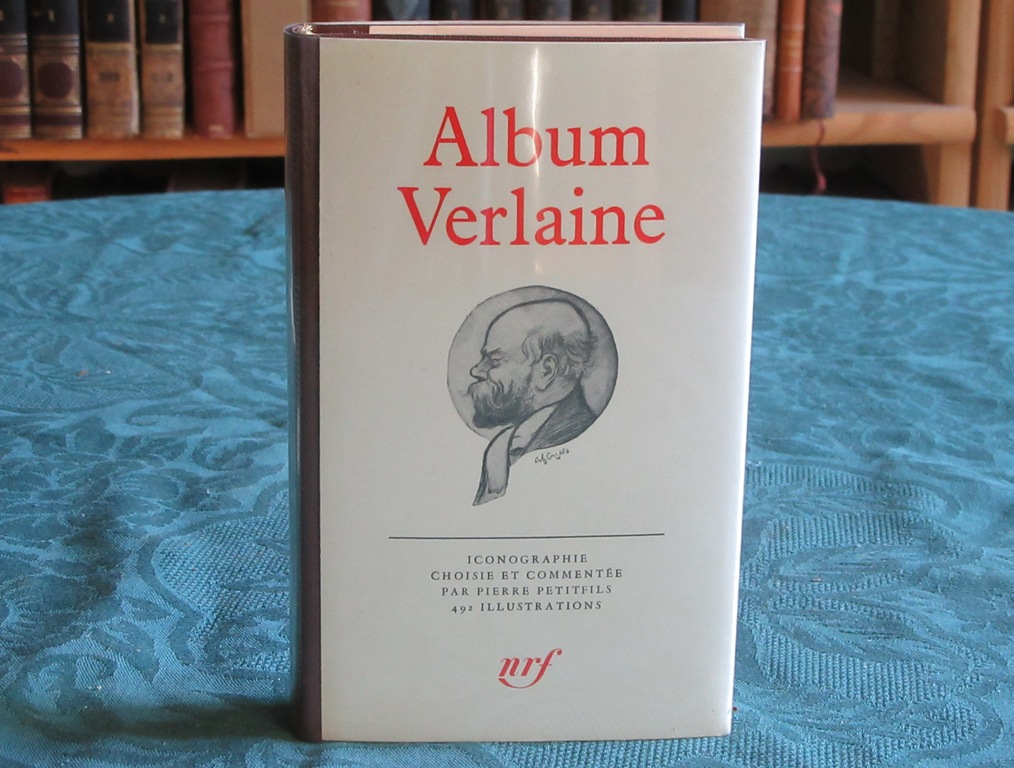 Album
Verlaine
ICONOGRAPHIE
CHOISIE ET COMMENTÉE
PAR PIERRE PETITFILS
492 ILLUSTRATIONS
nrf